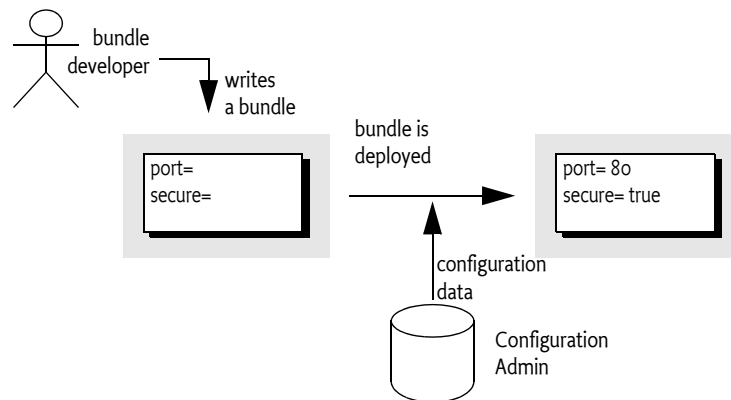 bundle
developer
writes
a bundle
bundle is
deployed
port=
secure=
port= 80
secure= true
configuration
data
Configuration
Admin